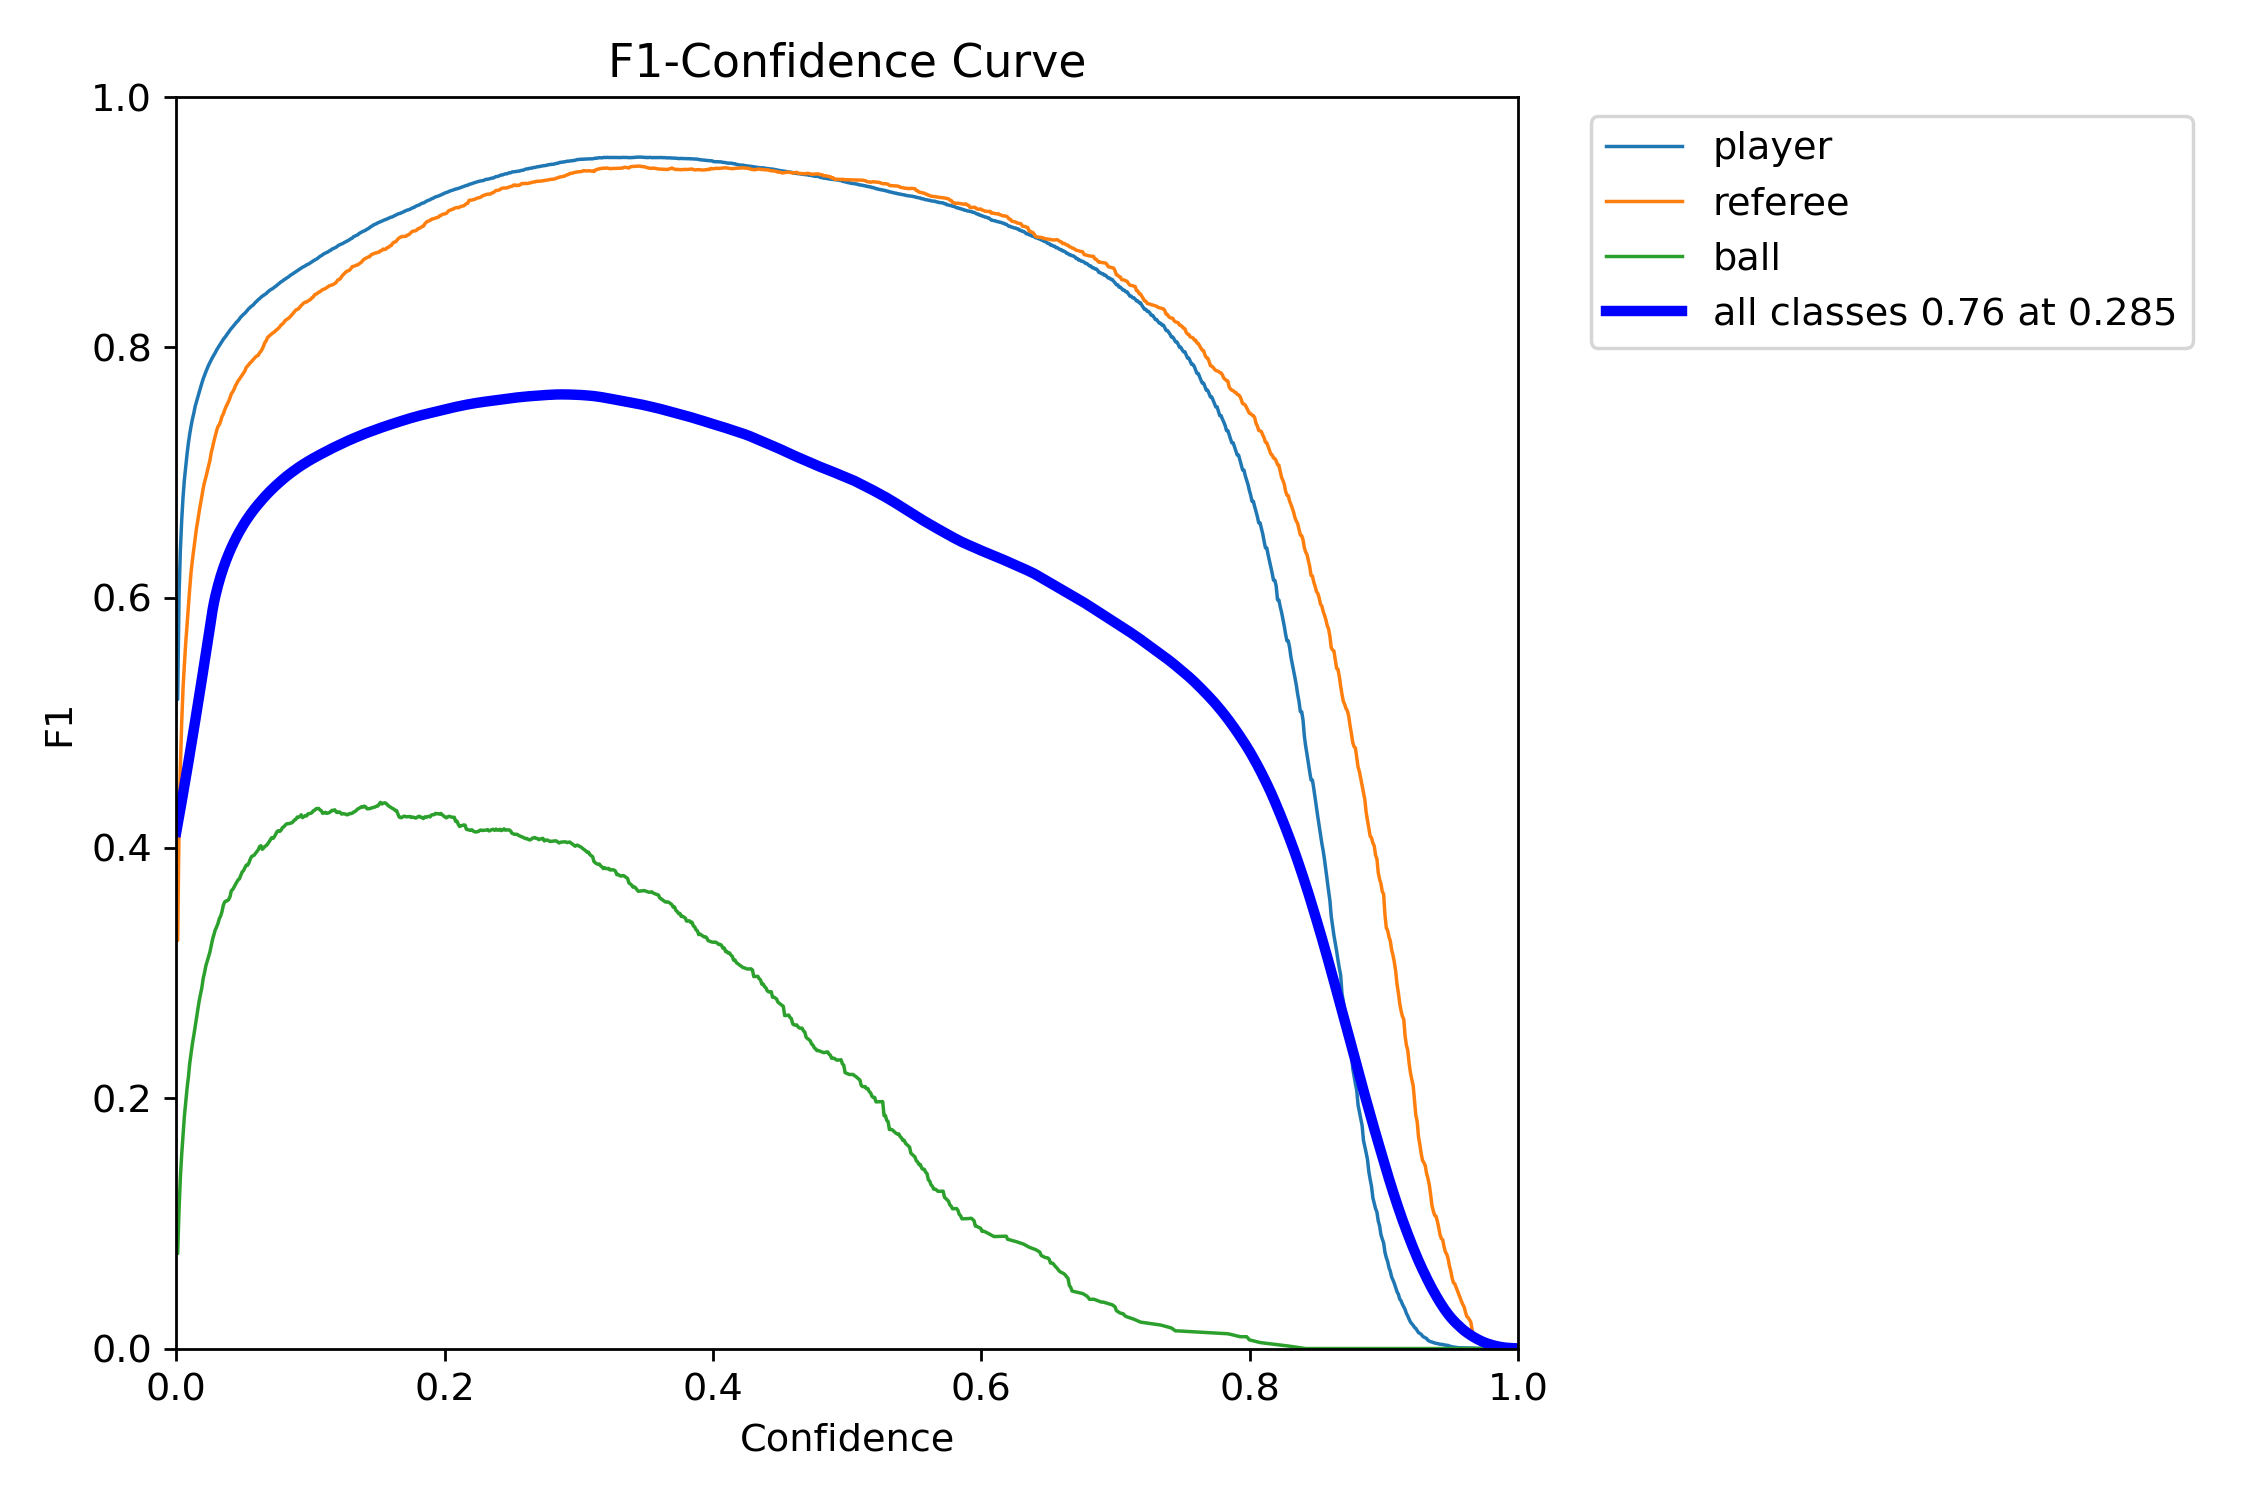 F1-Confidence Curve
1.0
0.8
0.6
0.4
0.2
0.0
F1
0.0 0.2 0.4 0.6 0.8 1.0
Confidence
player
referee
ball
all classes 0.76 at 0.285